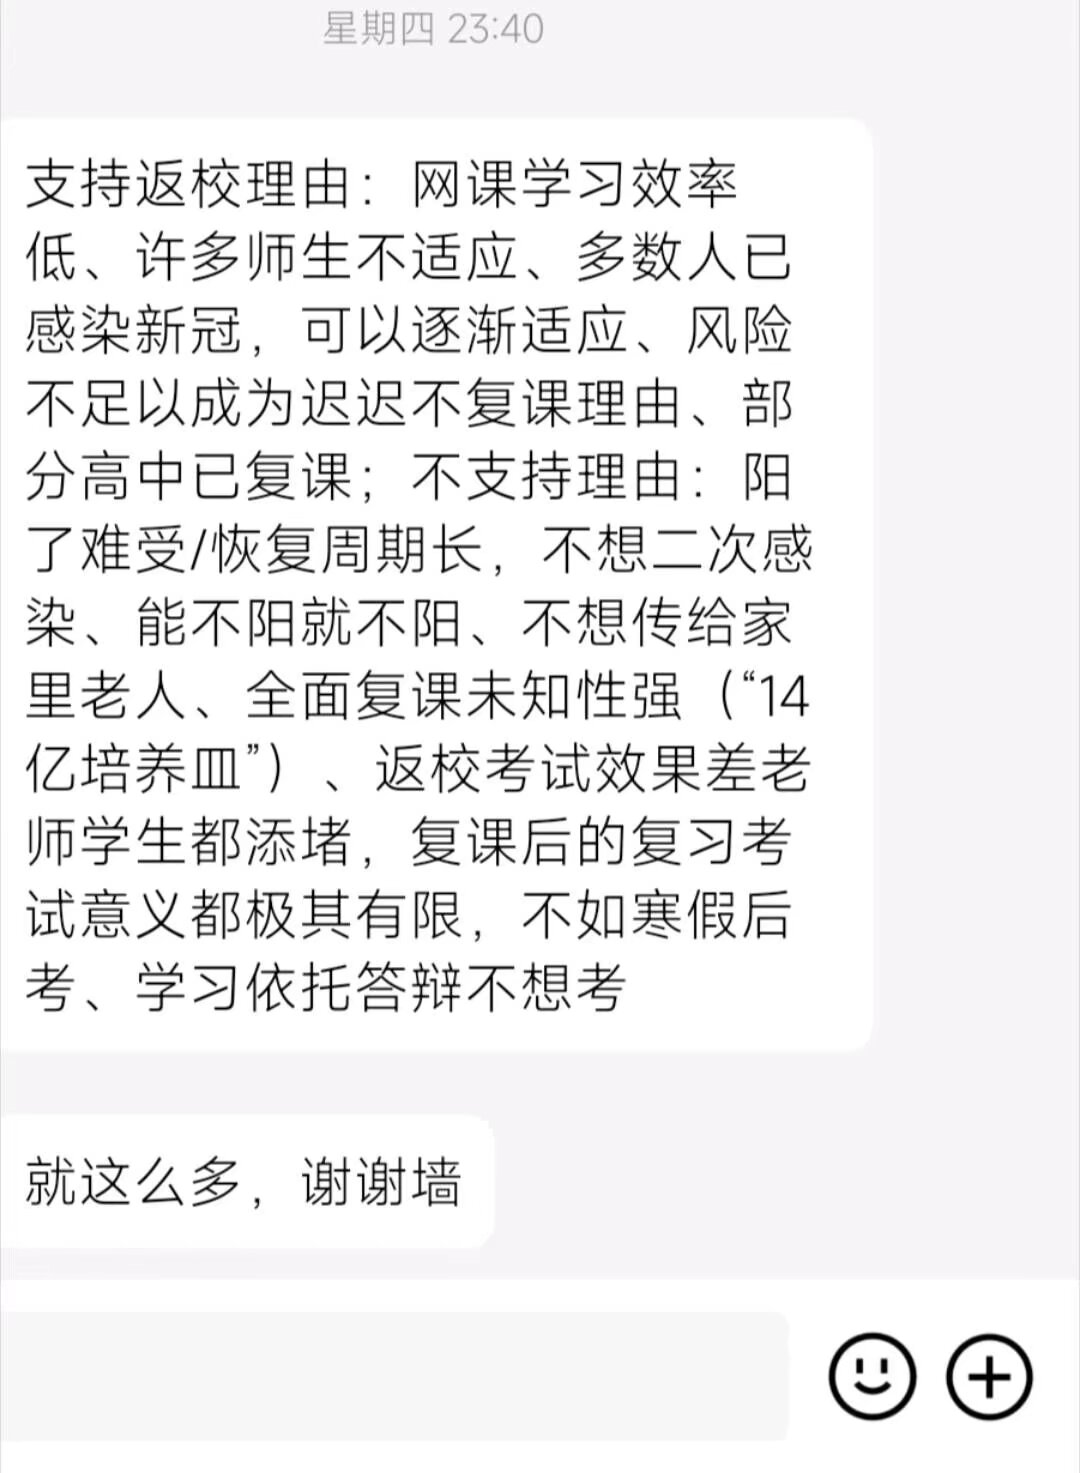 星期四 23:40
支持返校理由：网课学习效率
低、许多师生不适应、多数人已
感染新冠，可以逐渐适应、风险
不足以成为迟迟不复课理由、部
分高中已复课；不支持理由：阳
了难受/恢复周期长，不想二次感
染、能不阳就不阳、不想传给家
里老人、全面复课未知性强（“14
亿培养皿”）、返校考试效果差老
师学生都添堵，复课后的复习考
试意义都极其有限，不如寒假后
考、学习依托答辩不想考
就这么多，谢谢墙